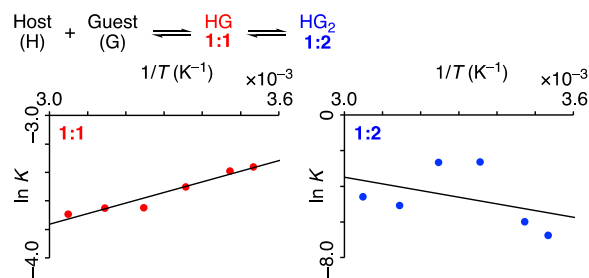 Host + Guest HG HG₂
(H) (G) 1:1 1:2
1/T (K⁻¹) 1/T (K⁻¹)
×10⁻³ ×10⁻³
3.0 3.6 3.0 3.6
−3.0 0
1:1 1:2
ln K ln K
−4.0 −8.0